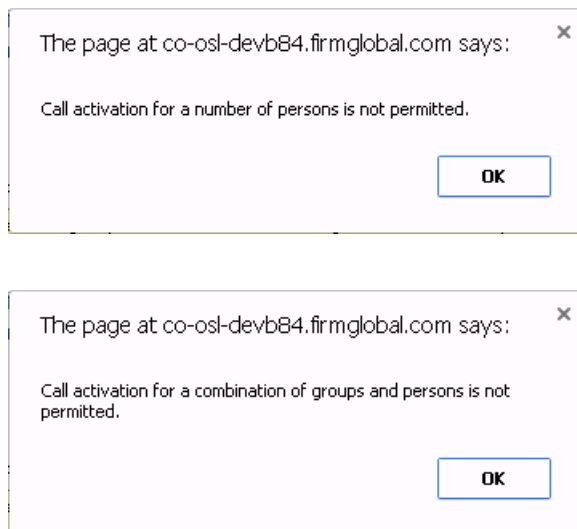 The page at co-osl-devb84.firmglobal.com says:
Call activation for a number of persons is not permitted.
OK
The page at co-osl-devb84.firmglobal.com says:
Call activation for a combination of groups and persons is not
permitted.
OK